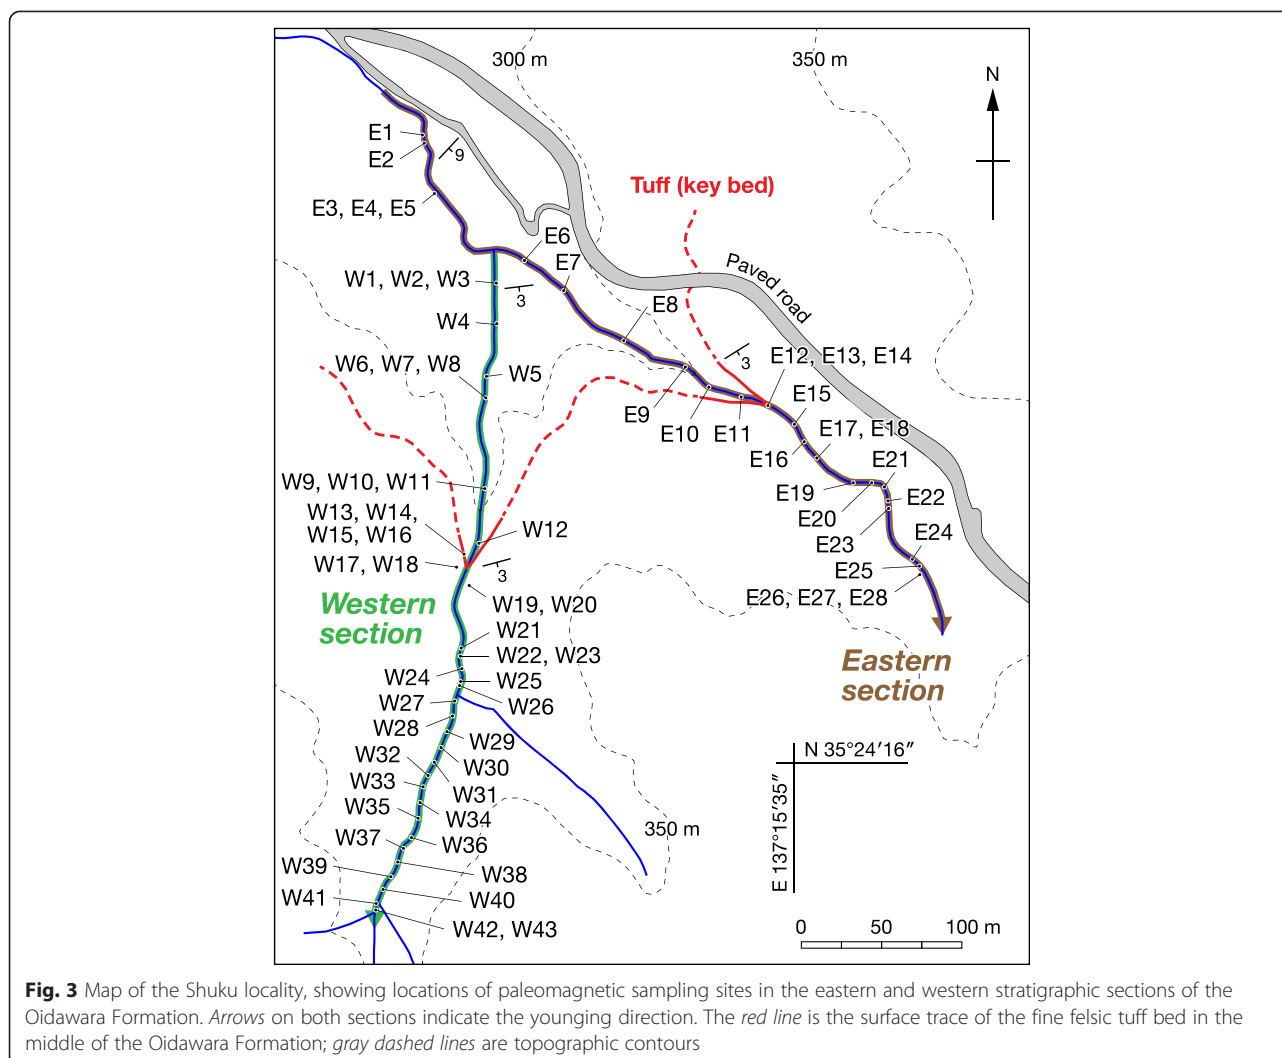 300 m
350 m
N
E1
E2
9
Tuff (key bed)
E3, E4, E5
E6
E7
Paved road
W1, W2, W3
3
E8
W4
3
E12, E13, E14
W6, W7, W8
W5
E15
E9
E10
E11
E17, E18
E16
E21
W9, W10, W11
E19
E22
W13, W14,
W15, W16
E20
W12
E24
E23
W17, W18
3
E25
E26, E27, E28
Western
section
W19, W20
W21
W22, W23
Eastern
section
W24
W25
W27
W26
W28
W29
N 35°24′16″
W32
W30
W33
W31
W35
W34
350 m
W37
W36
E 137°15′35″
W39
W38
W41
W40
W42, W43
0 50 100 m
Fig. 3 Map of the Shuku locality, showing locations of paleomagnetic sampling sites in the eastern and western stratigraphic sections of the
Oidawara Formation. Arrows on both sections indicate the younging direction. The red line is the surface trace of the fine felsic tuff bed in the
middle of the Oidawara Formation; gray dashed lines are topographic contours